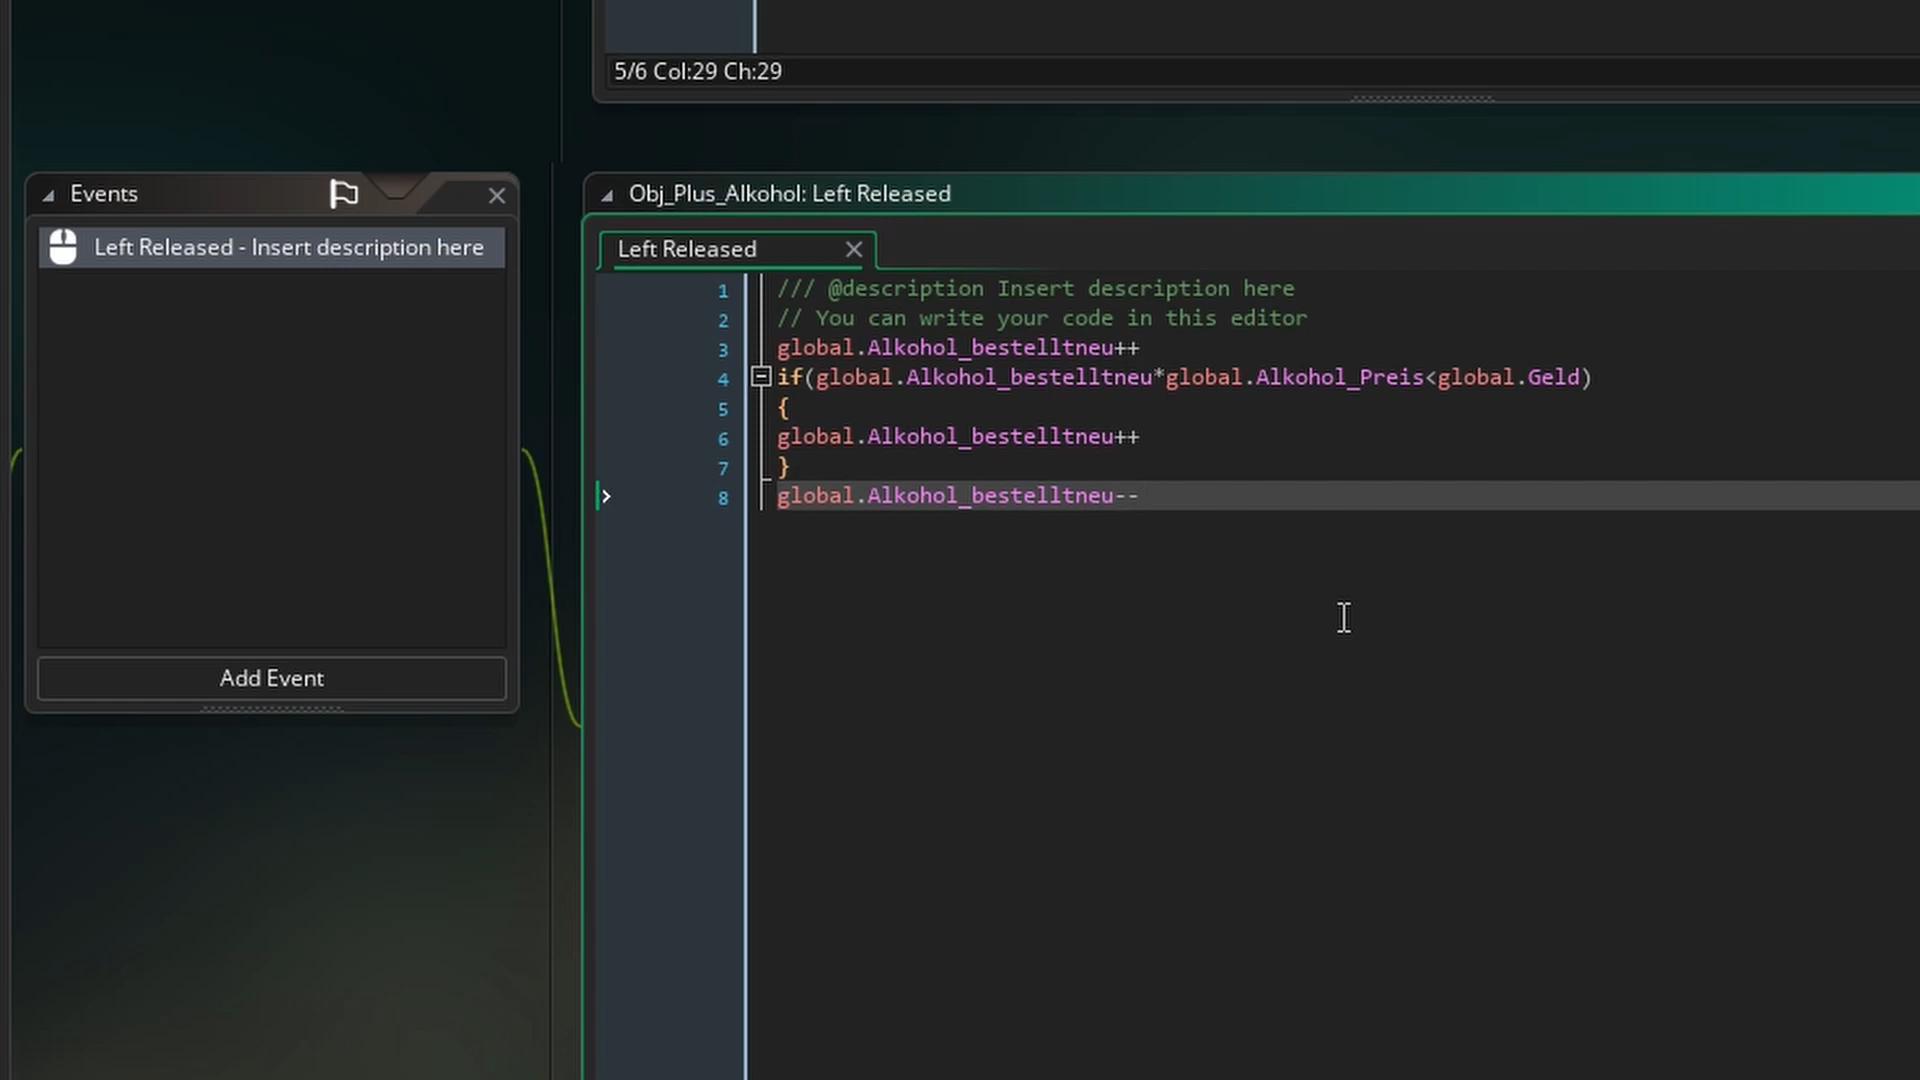 5/6 Col:29 Ch:29
Events
Left Released - Insert description here
Add Event
Obj_Plus_Alkohol: Left Released
Left Released
1 /// @description Insert description here
2 // You can write your code in this editor
3 global.Alkohol_bestelltneu++
4 if(global.Alkohol_bestelltneu*global.Alkohol_Preis<global.Geld)
5 {
6 global.Alkohol_bestelltneu++
7 }
8 global.Alkohol_bestelltneu--